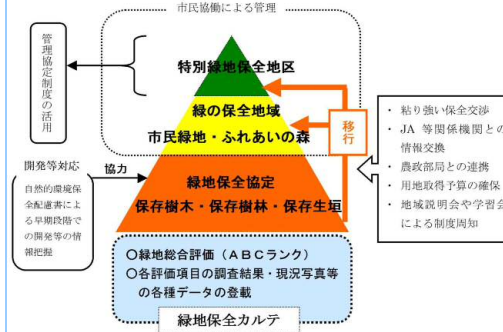 市民協働による管理
管理協定制度の活用
特別緑地保全地区
緑の保全地域
市民緑地・ふれあいの森
移行
開発等対応
自然的環境保
全配慮書によ
る早期段階で
の開発等の情
報把握
協力
緑地保全協定
保存樹木・保存樹林・保存生垣
・ 粘り強い保全交渉
・ JA 等関係機関との
情報交換
・ 農政部局との連携
・ 用地取得予算の確保
・ 地域説明会や学習会
による制度周知
○緑地総合評価（ＡＢＣランク）
○各評価項目の調査結果・現況写真等
の各種データの登載
緑地保全カルテ